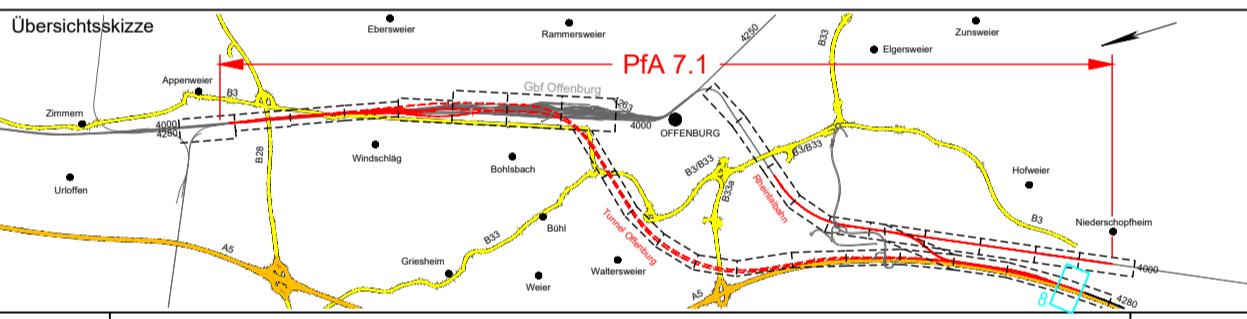 Übersichtsskizze
Ebersweier
Rammersweier
4250
B33
Zunsweier
Elgersweier
PfA 7.1
Appenweier
B3
Gbf Offenburg
263
Zimmern
4000
4280
4000
OFFENBURG
B28
Windschläg
Bohlsbach
B3/B33
B3/B33
B33a
Rheintalbahn
Hofweier
Urloffen
B3
Niederschopfheim
Tunnel Offenburg
Bühl
B33
A5
Griesheim
Waltersweier
Weier
A5
4000
4280
8